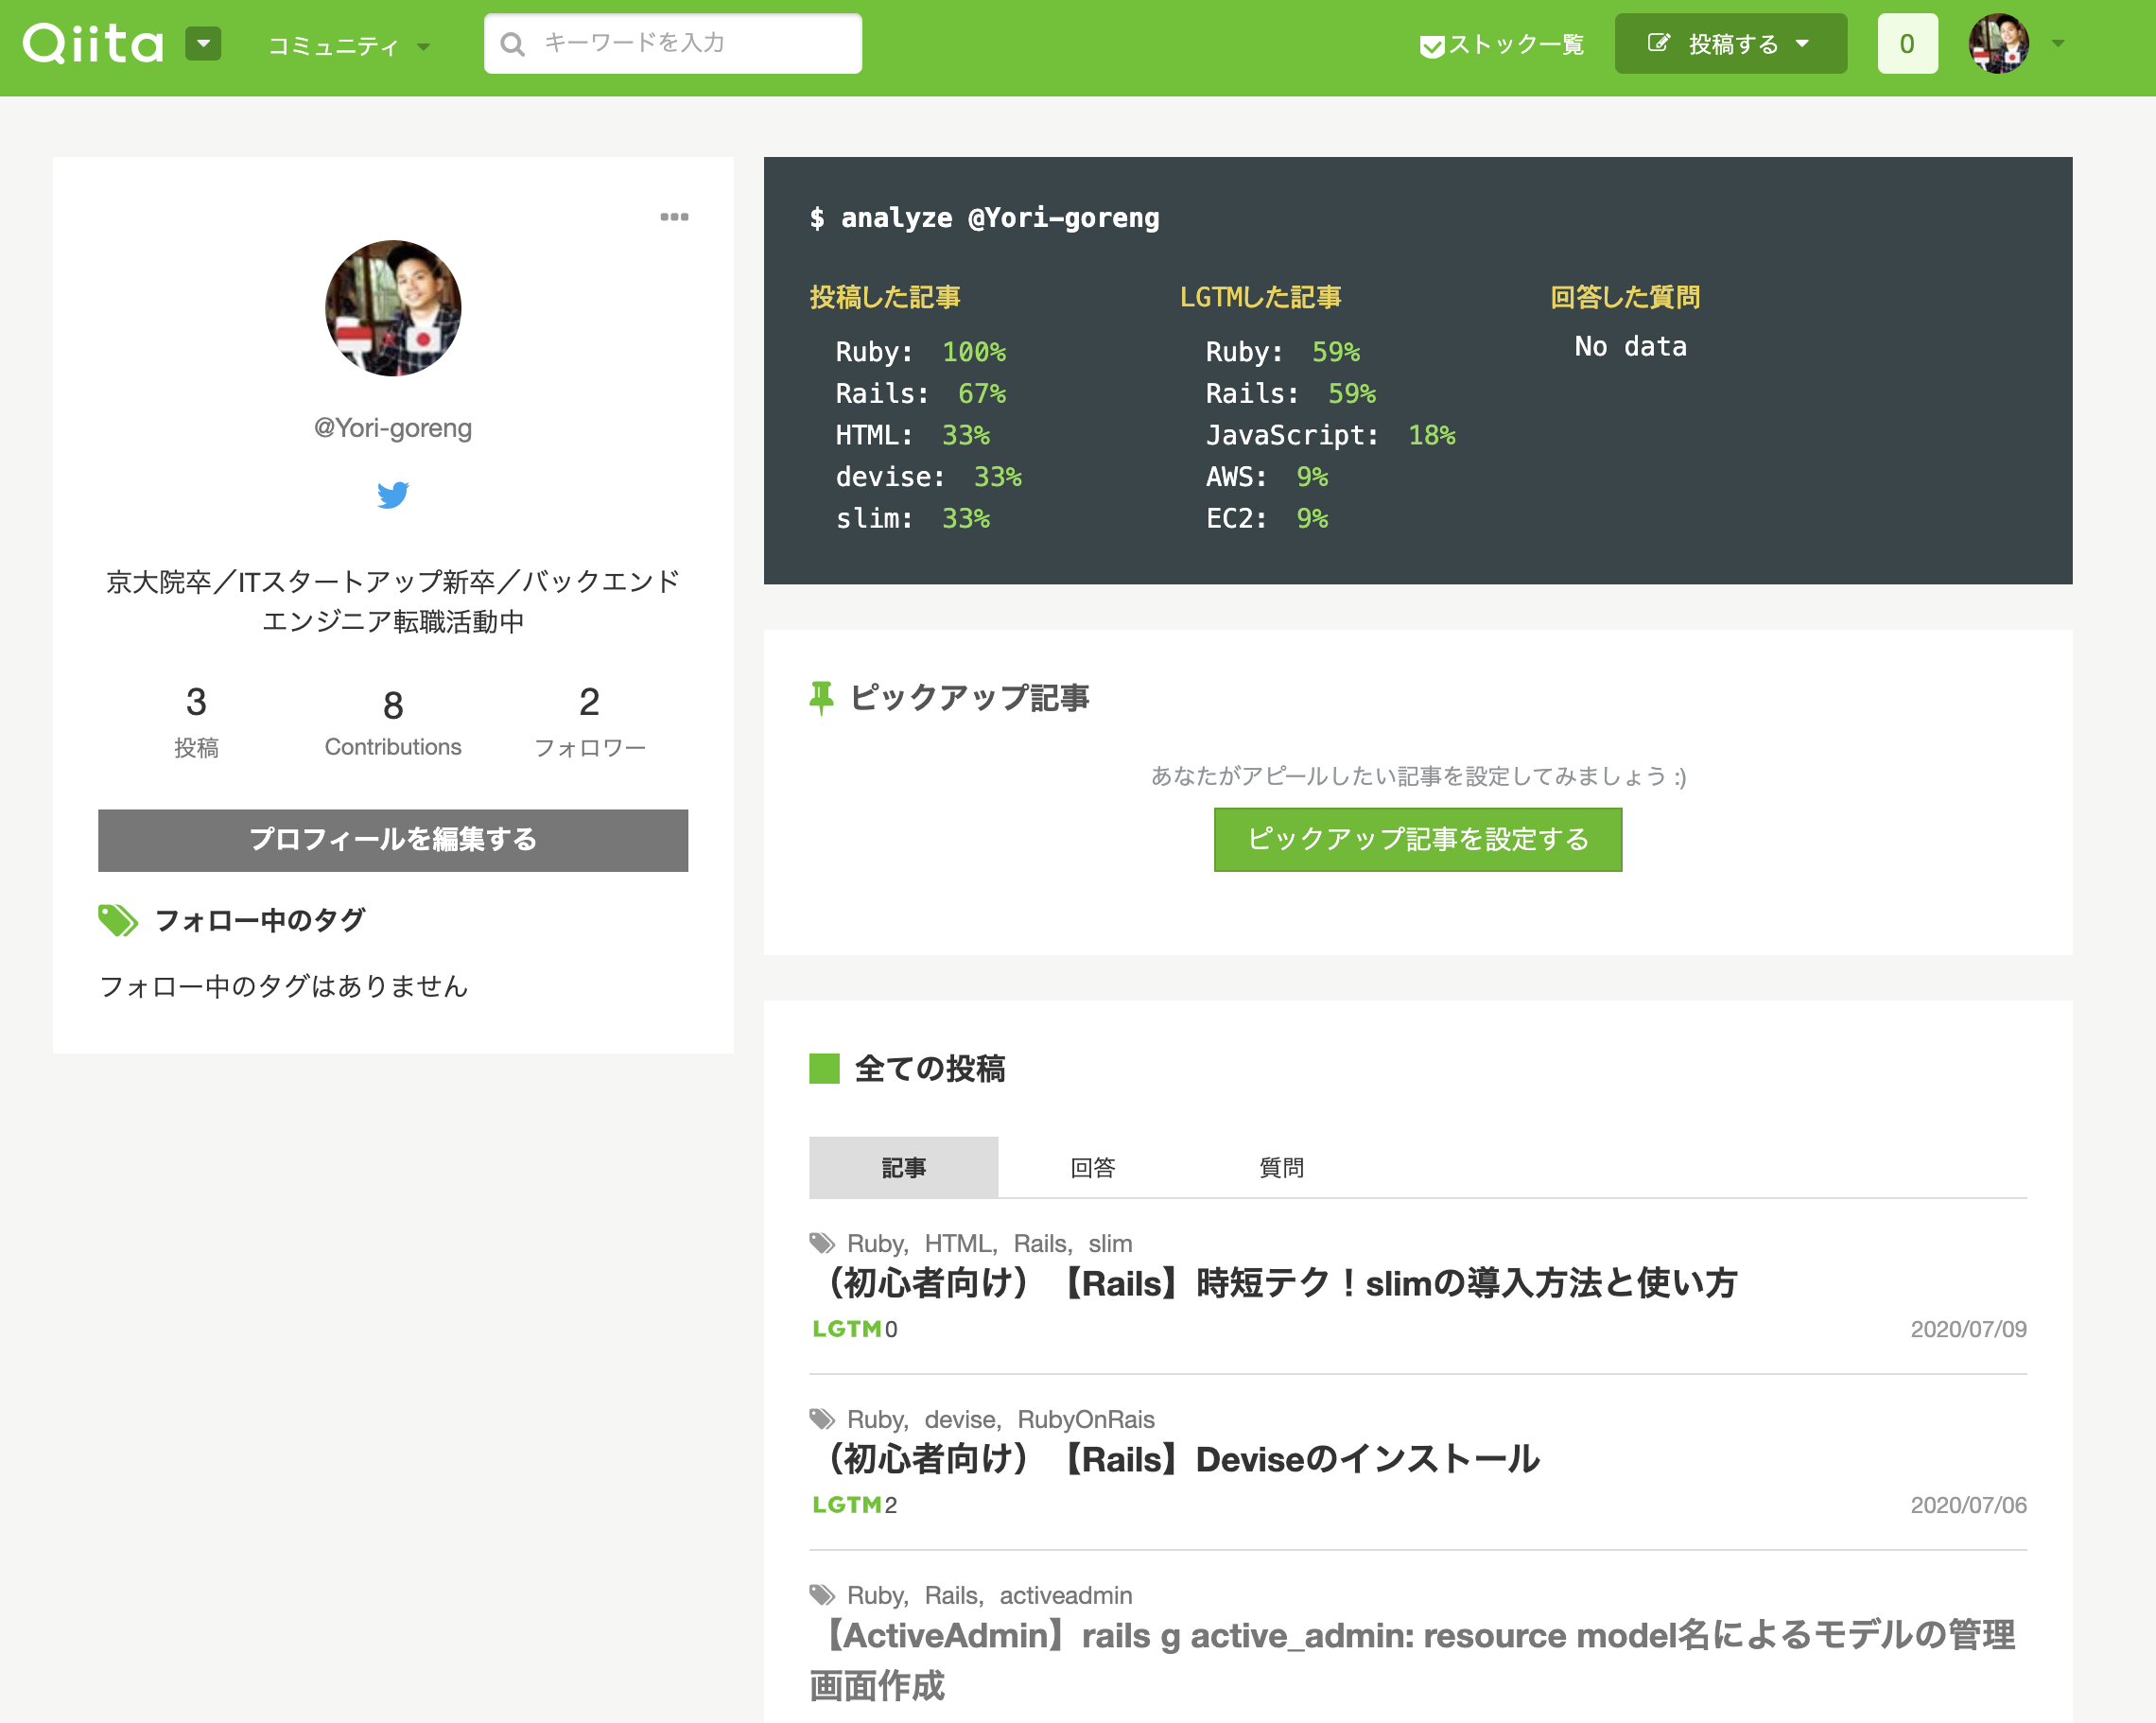 Qiita コミュニティ キーワードを入力 ストック一覧 投稿する 0
@Yori-goreng
京大院卒／ITスタートアップ新卒／バックエンド
エンジニア転職活動中
3 8 2
投稿 Contributions フォロワー
プロフィールを編集する
フォロー中のタグ
フォロー中のタグはありません
$ analyze @Yori-goreng
投稿した記事
Ruby: 100%
Rails: 67%
HTML: 33%
devise: 33%
slim: 33%
LGTMした記事
Ruby: 59%
Rails: 59%
JavaScript: 18%
AWS: 9%
EC2: 9%
回答した質問
No data
ピックアップ記事
あなたがアピールしたい記事を設定してみましょう :)
ピックアップ記事を設定する
全ての投稿
記事 回答 質問
Ruby, HTML, Rails, slim
（初心者向け）【Rails】時短テク！slimの導入方法と使い方
LGTM 0 2020/07/09
Ruby, devise, RubyOnRais
（初心者向け）【Rails】Deviseのインストール
LGTM 2 2020/07/06
Ruby, Rails, activeadmin
【ActiveAdmin】rails g active_admin: resource model名によるモデルの管理
画面作成